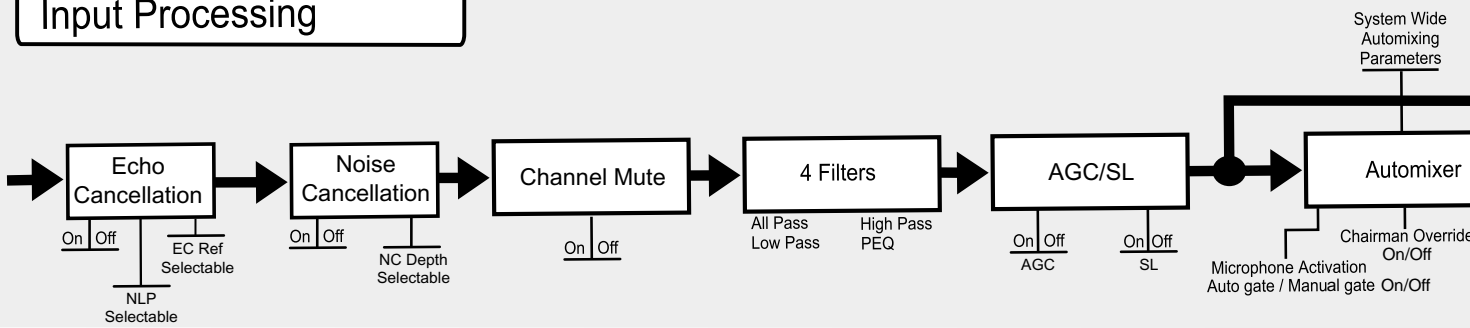 Input Processing
System Wide
Automixing
Parameters
Echo
Cancellation
On Off
NLP
Selectable
EC Ref
Selectable
Noise
Cancellation
On Off
NC Depth
Selectable
Channel Mute
On Off
4 Filters
All Pass
Low Pass
High Pass
PEQ
AGC/SL
On Off
AGC
On Off
SL
Automixer
Microphone Activation
Auto gate / Manual gate On/Off
Chairman Override
On/Off